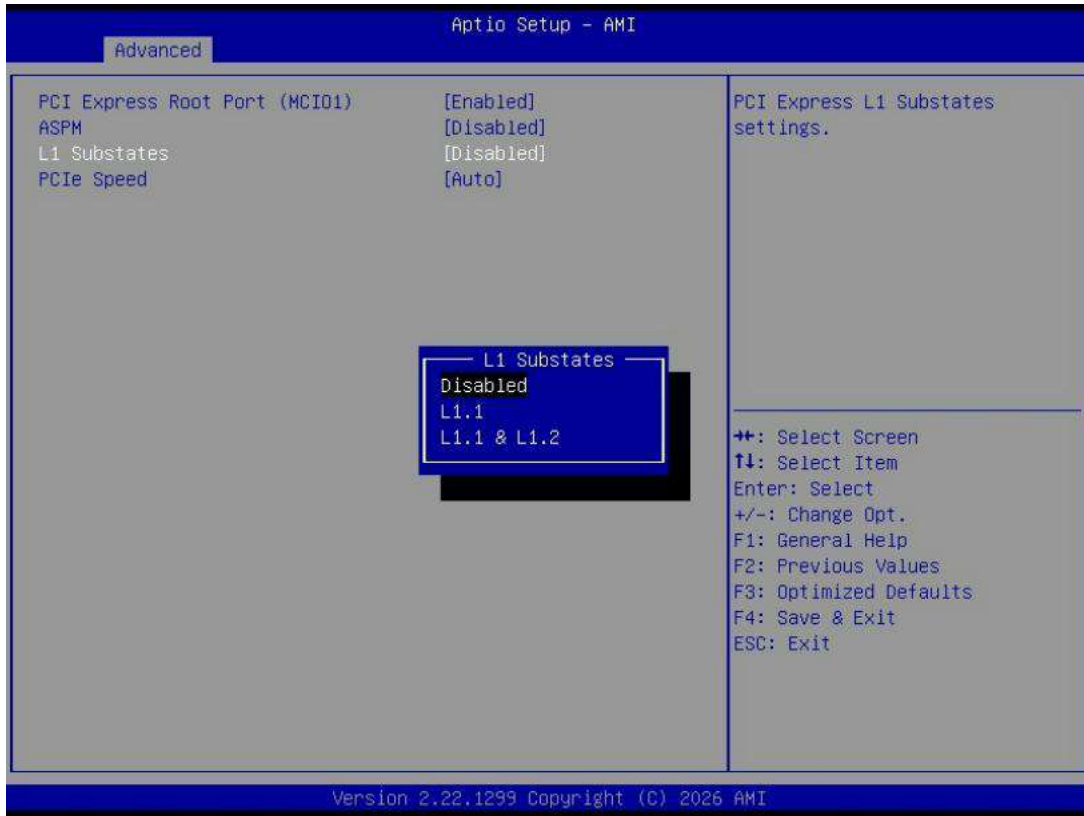 Aptio Setup - AMI
Advanced
PCI Express Root Port (MCIO1) [Enabled]
ASPM [Disabled]
L1 Substates [Disabled]
PCIe Speed [Auto]
PCI Express L1 Substates
settings.
L1 Substates
Disabled
L1.1
L1.1 & L1.2
→←: Select Screen
↑↓: Select Item
Enter: Select
+/-: Change Opt.
F1: General Help
F2: Previous Values
F3: Optimized Defaults
F4: Save & Exit
ESC: Exit
Version 2.22.1299 Copyright (C) 2026 AMI